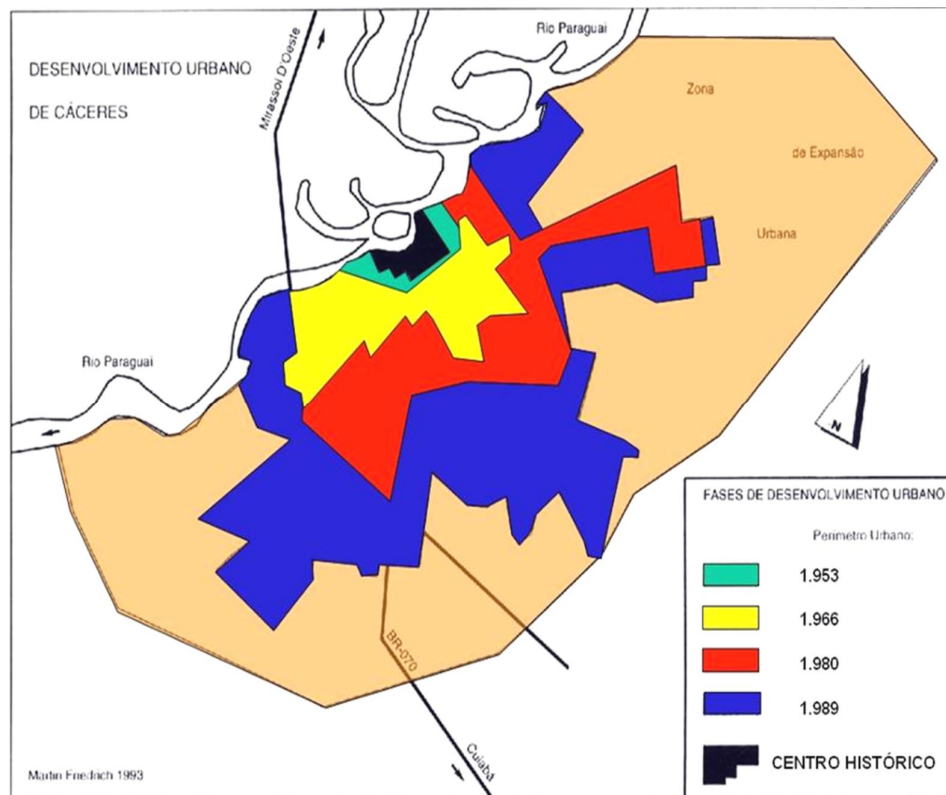 DESENVOLVIMENTO URBANO
DE CÁCERES
Mirassol D'Oeste
Rio Paraguai
Zona
de Expansão
Urbana
Rio Paraguai
N
BR-070
Cuiabá
Martin Friedrich 1993
FASES DE DESENVOLVIMENTO URBANO
Perímetro Urbano:
1.953
1.966
1.980
1.989
CENTRO HISTÓRICO